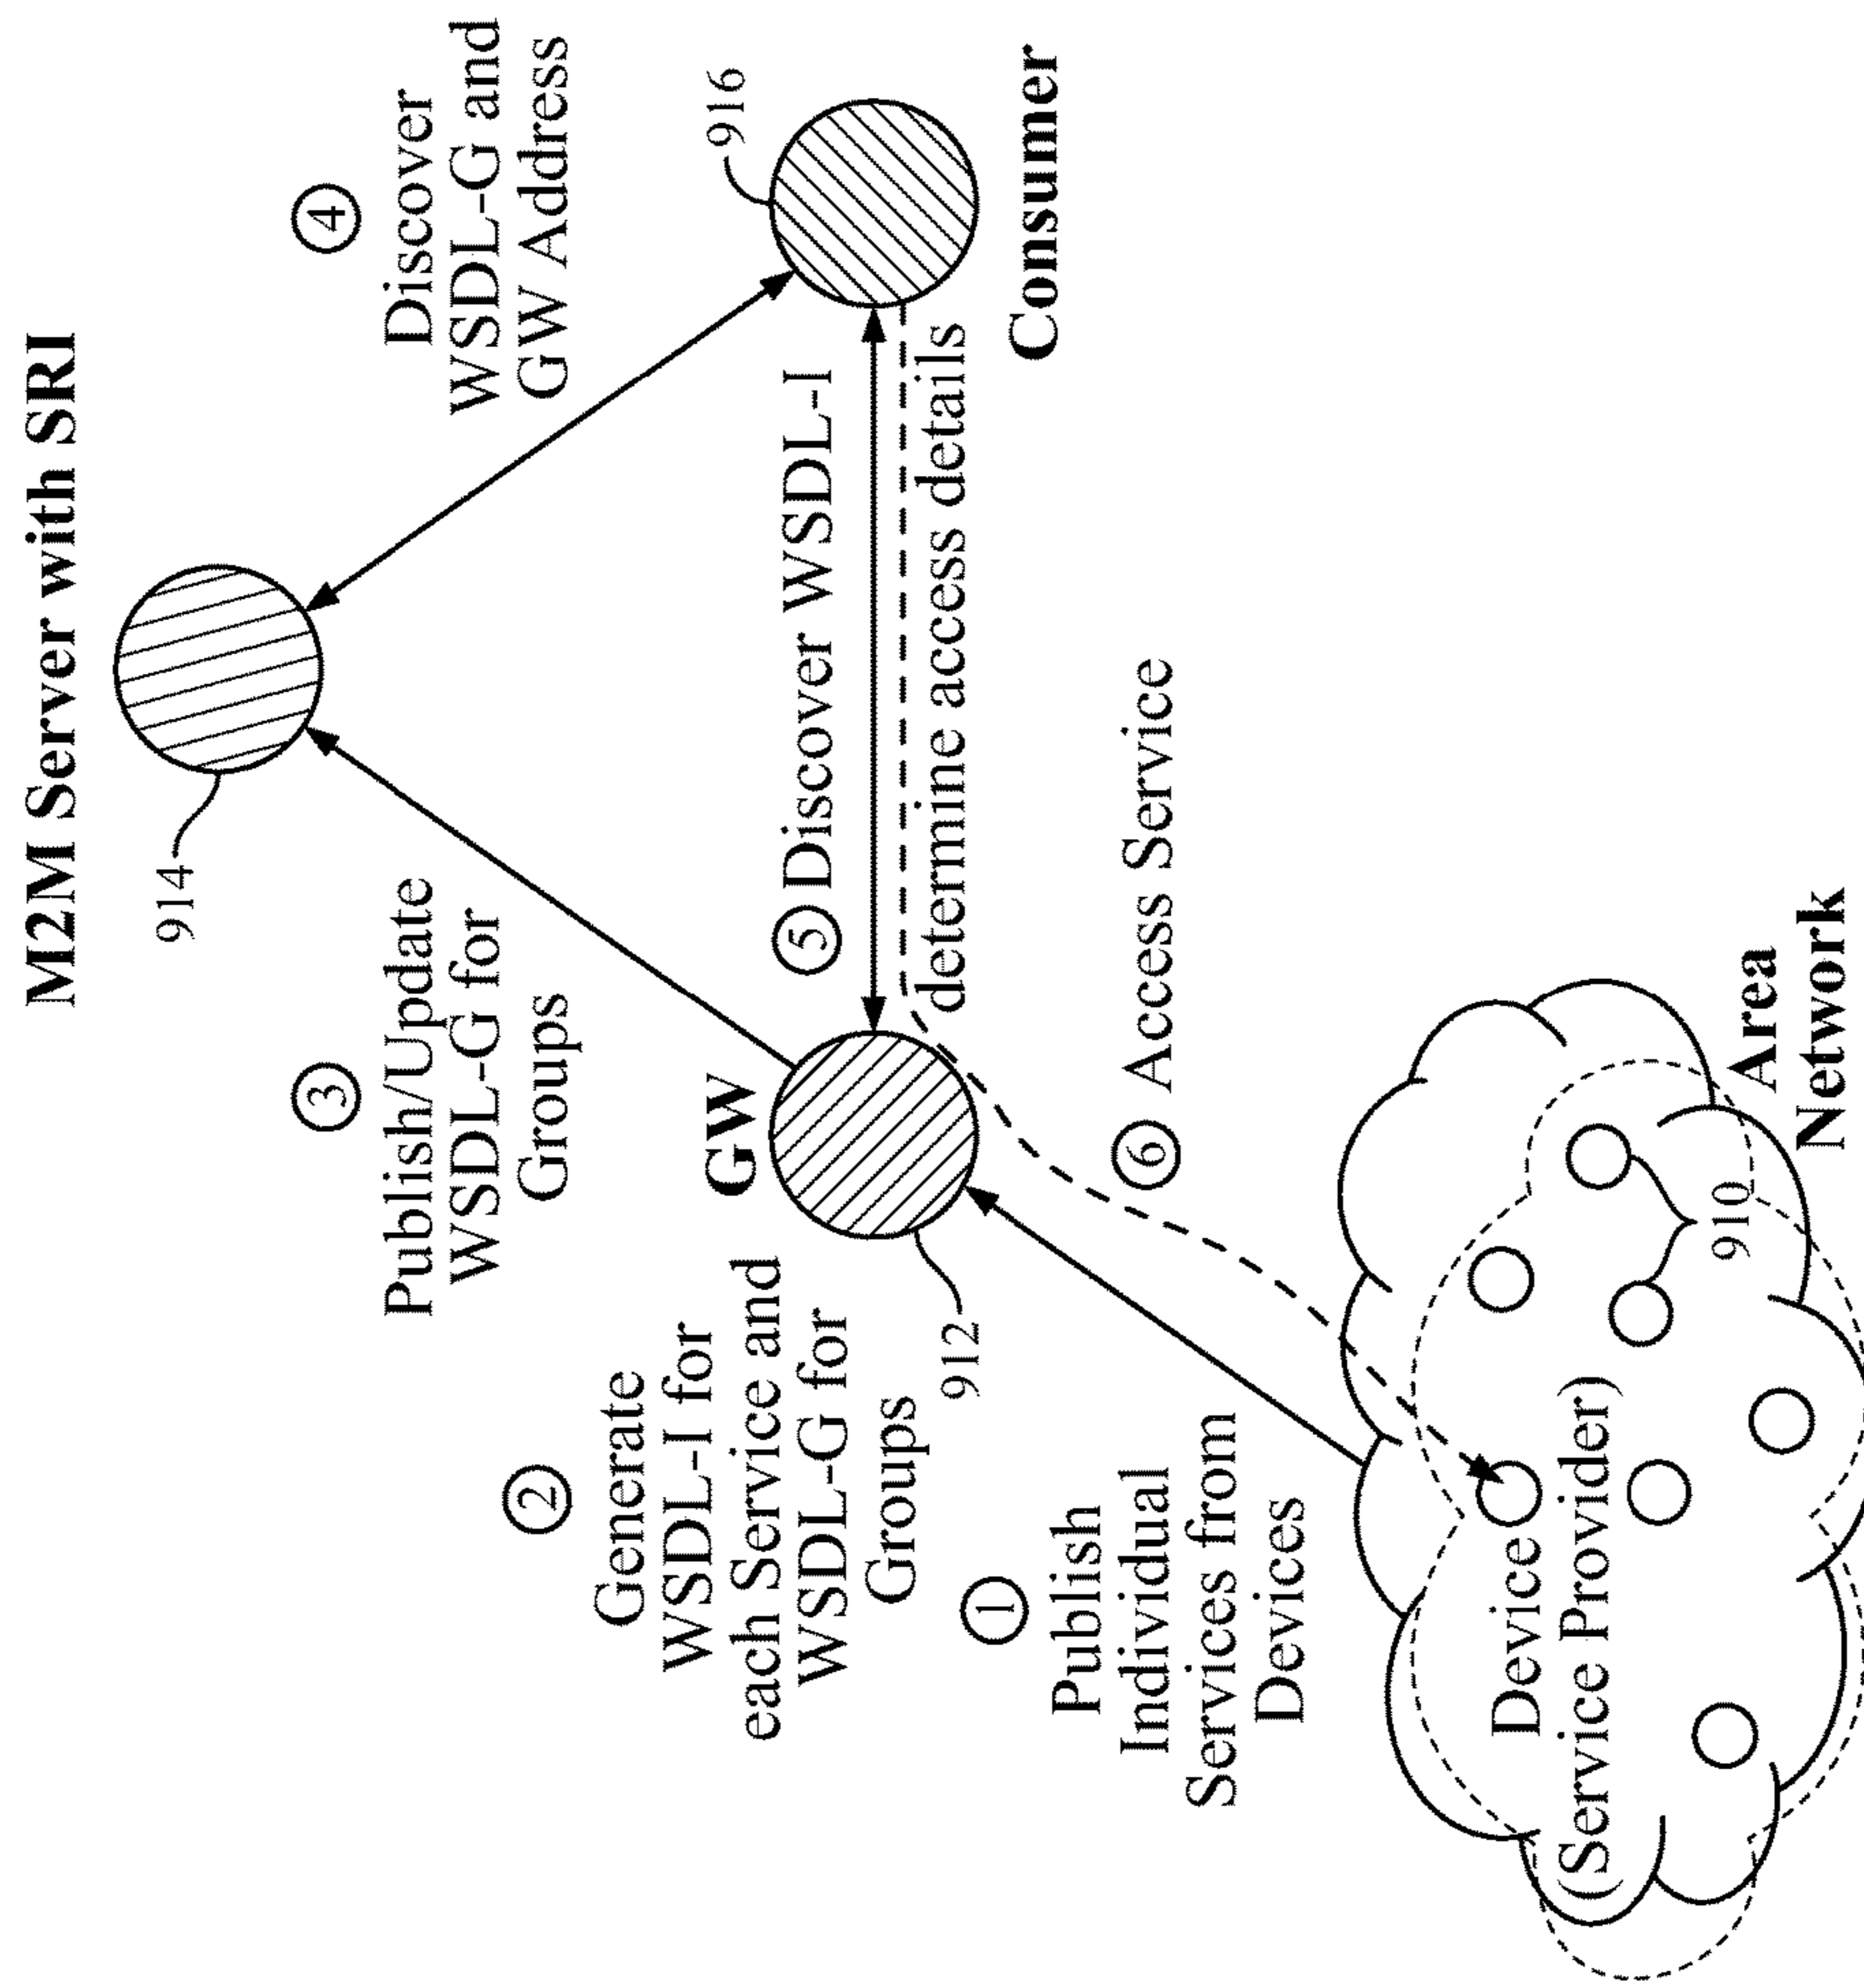 M2M Server with SRI
914
③
Publish/Update
WSDL-G for
Groups
④
Discover
WSDL-G and
GW Address
②
Generate
WSDL-I for
each Service and
WSDL-G for
Groups
GW
912
⑤ Discover WSDL-I
determine access details
916
Consumer
①
Publish
Individual
Services from
Devices
⑥ Access Service
Device
(Service Provider)
910
Area
Network